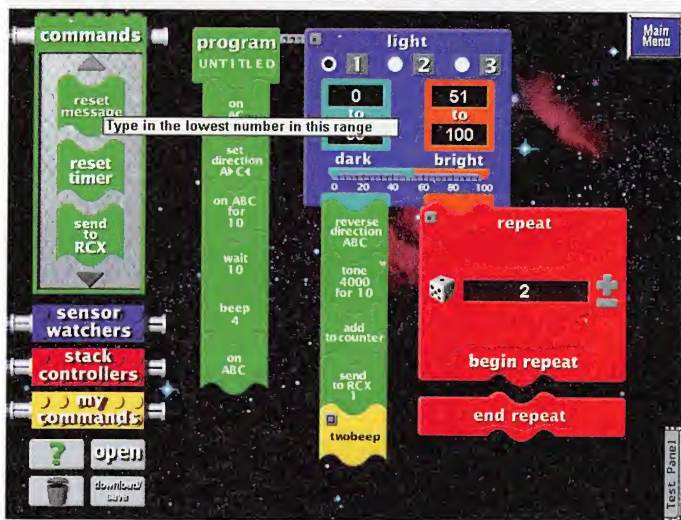 commands
reset
message
reset
timer
send
to
RCX
sensor
watchers
stack
controllers
my
commands
?
open
download/
save
program
UNTITLED
on
set
direction
on ABC
for
10
wait
10
beep
4
on
ABC
light
1 2 3
0
to
51
to
100
dark
bright
0 20 40 60 80 100
Type in the lowest number in this range
reverse
direction
ABC
tone
4000
for 10
add
to counter
send
to RCX
1
twobeep
repeat
2
begin repeat
end repeat
Main
Menu
Test Panel